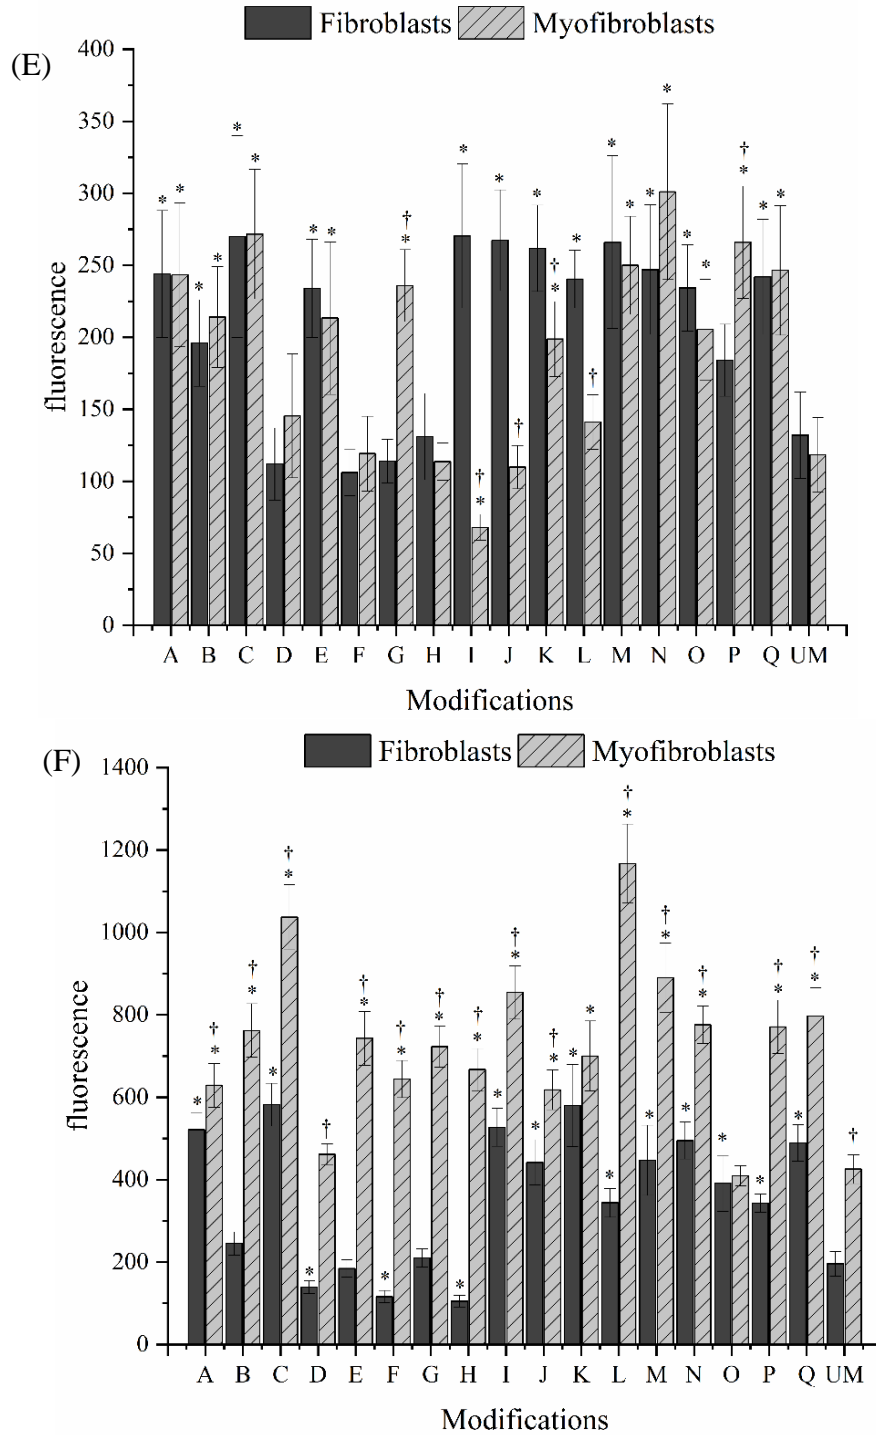 Fibroblasts Myofibroblasts
(E)
400
350
300
250
200
150
100
50
0
fluorescence
* * * * * * * * * † * * † * * * † * † * † * † * * * * * * † * * *
A B C D E F G H I J K L M N O P Q UM
Modifications
Fibroblasts Myofibroblasts
(F)
1400
1200
1000
800
600
400
200
0
fluorescence
* † * † * * † * * † † * * † * † * * † * * † * * † * * * * † * * † * * † * * * † * * † * †
A B C D E F G H I J K L M N O P Q UM
Modifications